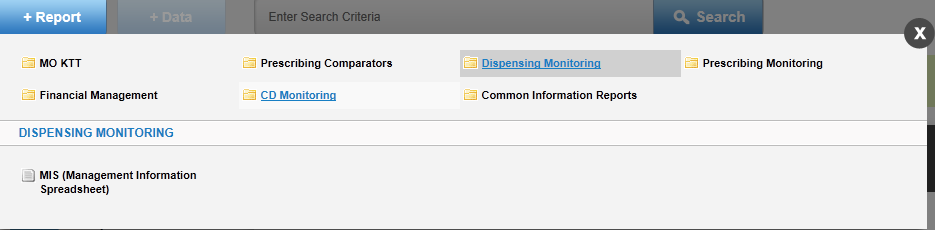 + Report
+ Data
Enter Search Criteria
Search
X
MO KTT
Prescribing Comparators
Dispensing Monitoring
Prescribing Monitoring
Financial Management
CD Monitoring
Common Information Reports
DISPENSING MONITORING
MIS (Management Information
Spreadsheet)